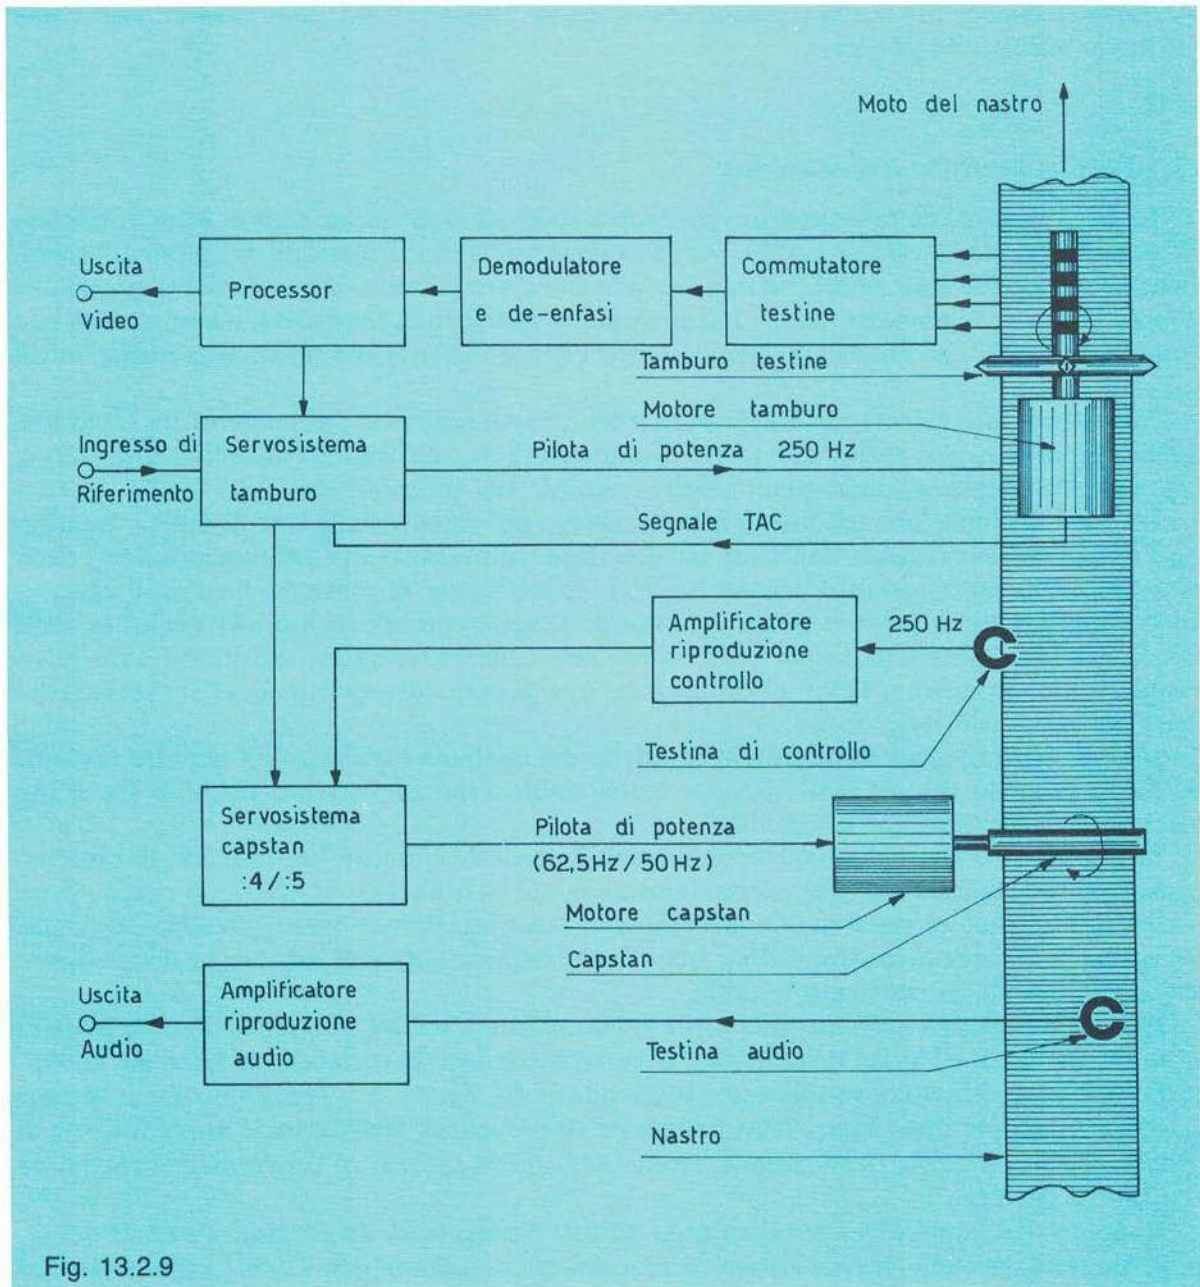 Moto del nastro
Uscita
Video
Processor
Demodulatore
e de-enfasi
Commutatore
testine
Tamburo testine
Motore tamburo
Ingresso di
Riferimento
Servosistema
tamburo
Pilota di potenza 250 Hz
Segnale TAC
Amplificatore
riproduzione
controllo
250 Hz
Testina di controllo
Servosistema
capstan
:4 / :5
Pilota di potenza
(62,5Hz / 50 Hz)
Motore capstan
Capstan
Uscita
Audio
Amplificatore
riproduzione
audio
Testina audio
Nastro
Fig. 13.2.9